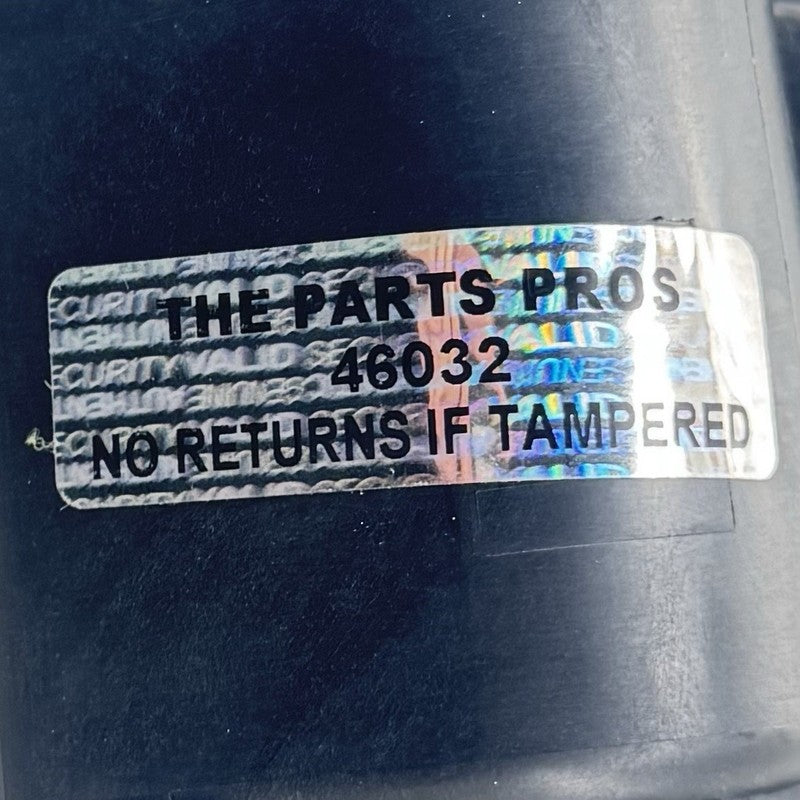 THE PARTS PROS
46032
NO RETURNS IF TAMPERED